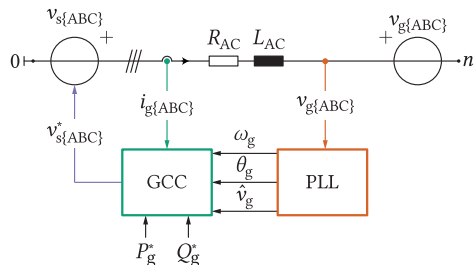 v_s{ABC}
v_g{ABC}
+
+
R_AC
L_AC
0
n
i_g{ABC}
v_g{ABC}
v*_s{ABC}
ω_g
GCC
θ_g
PLL
v̂_g
P*_g
Q*_g